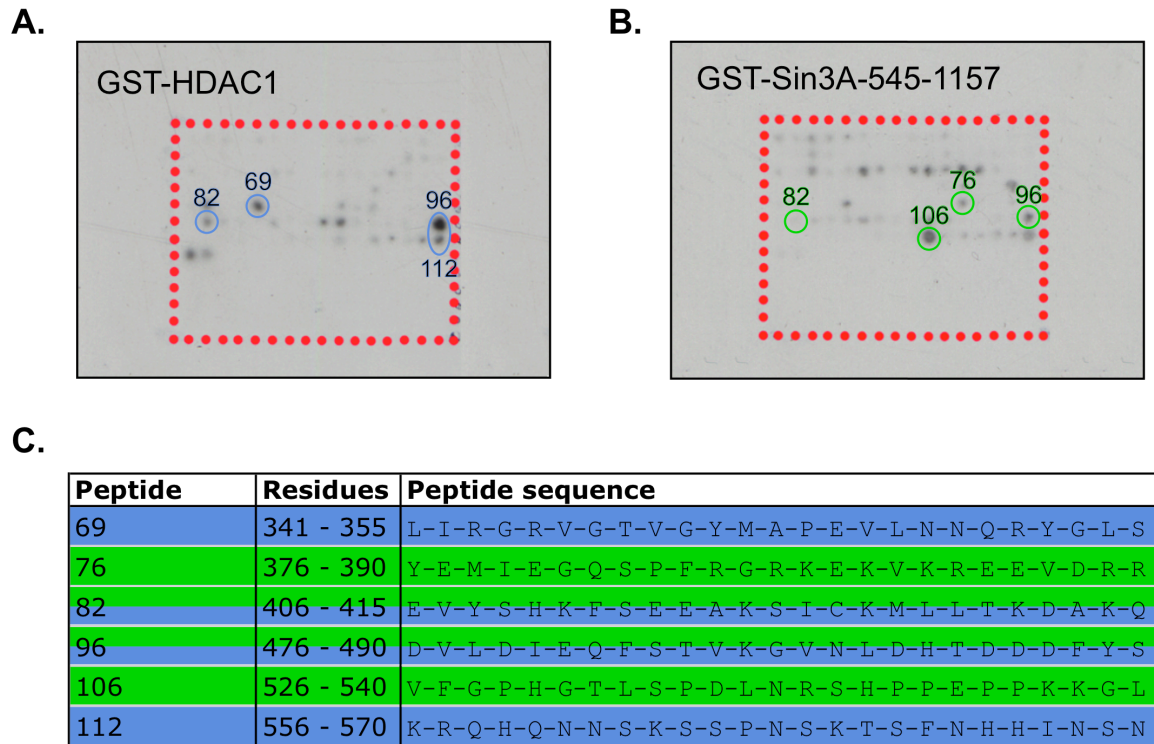 A.
B.
GST-HDAC1
GST-Sin3A-545-1157
82
69
96
112
82
76
106
96
C.
Peptide Residues Peptide sequence
69 341 - 355 L-I-R-G-R-V-G-T-V-G-Y-M-A-P-E-V-L-N-N-Q-R-Y-G-L-S
76 376 - 390 Y-E-M-I-E-G-Q-S-P-F-R-G-R-K-E-K-V-K-R-E-E-V-D-R-R
82 406 - 415 E-V-Y-S-H-K-F-S-E-E-A-K-S-I-C-K-M-L-L-T-K-D-A-K-Q
96 476 - 490 D-V-L-D-I-E-Q-F-S-T-V-K-G-V-N-L-D-H-T-D-D-D-F-Y-S
106 526 - 540 V-F-G-P-H-G-T-L-S-P-D-L-N-R-S-H-P-P-E-P-P-K-K-G-L
112 556 - 570 K-R-Q-H-Q-N-N-S-K-S-S-P-N-S-K-T-S-F-N-H-H-I-N-S-N